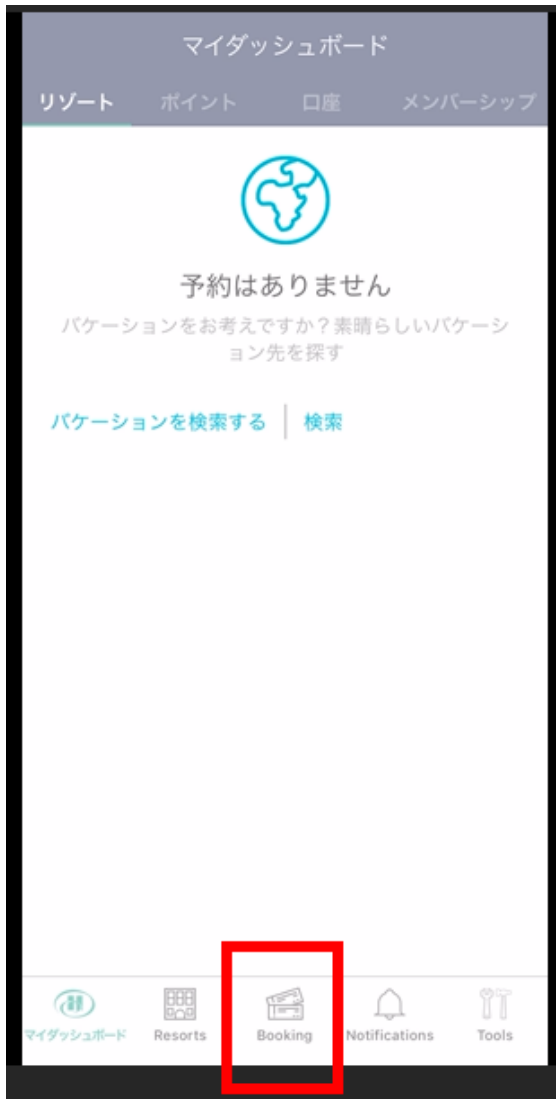 マイダッシュボード
リゾート ポイント 口座 メンバーシップ
予約はありません
バケーションをお考えですか？素晴らしいバケーシ
ョン先を探す
バケーションを検索する 検索
マイダッシュボード Resorts Booking Notifications Tools